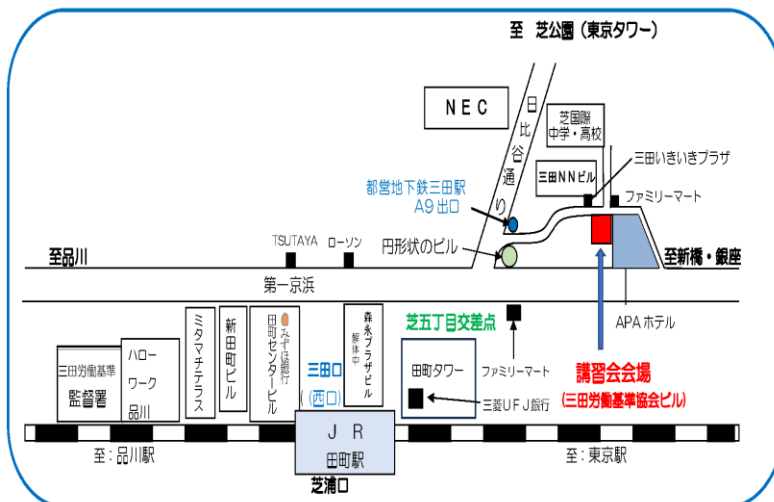 至 芝公園（東京タワー）
NEC
日比谷通り
芝国際
中学・高校
三田いきいきプラザ
三田NNビル
ファミリーマート
都営地下鉄三田駅
A9出口
円形状のビル
TSUTAYA
ローソン
至品川
至新橋・銀座
第一京浜
APAホテル
芝五丁目交差点
ファミリーマート
講習会会場
(三田労働基準協会ビル)
三田労働基準
監督署
ハロー
ワーク
品川
ミタマチテラス
新田町ビル
みずほ銀行
田町センタービル
三田口
(（西口）
森永プラザビル
解体中
田町タワー
三菱UFJ銀行
JR
田町駅
至：品川駅
至：東京駅
芝浦口